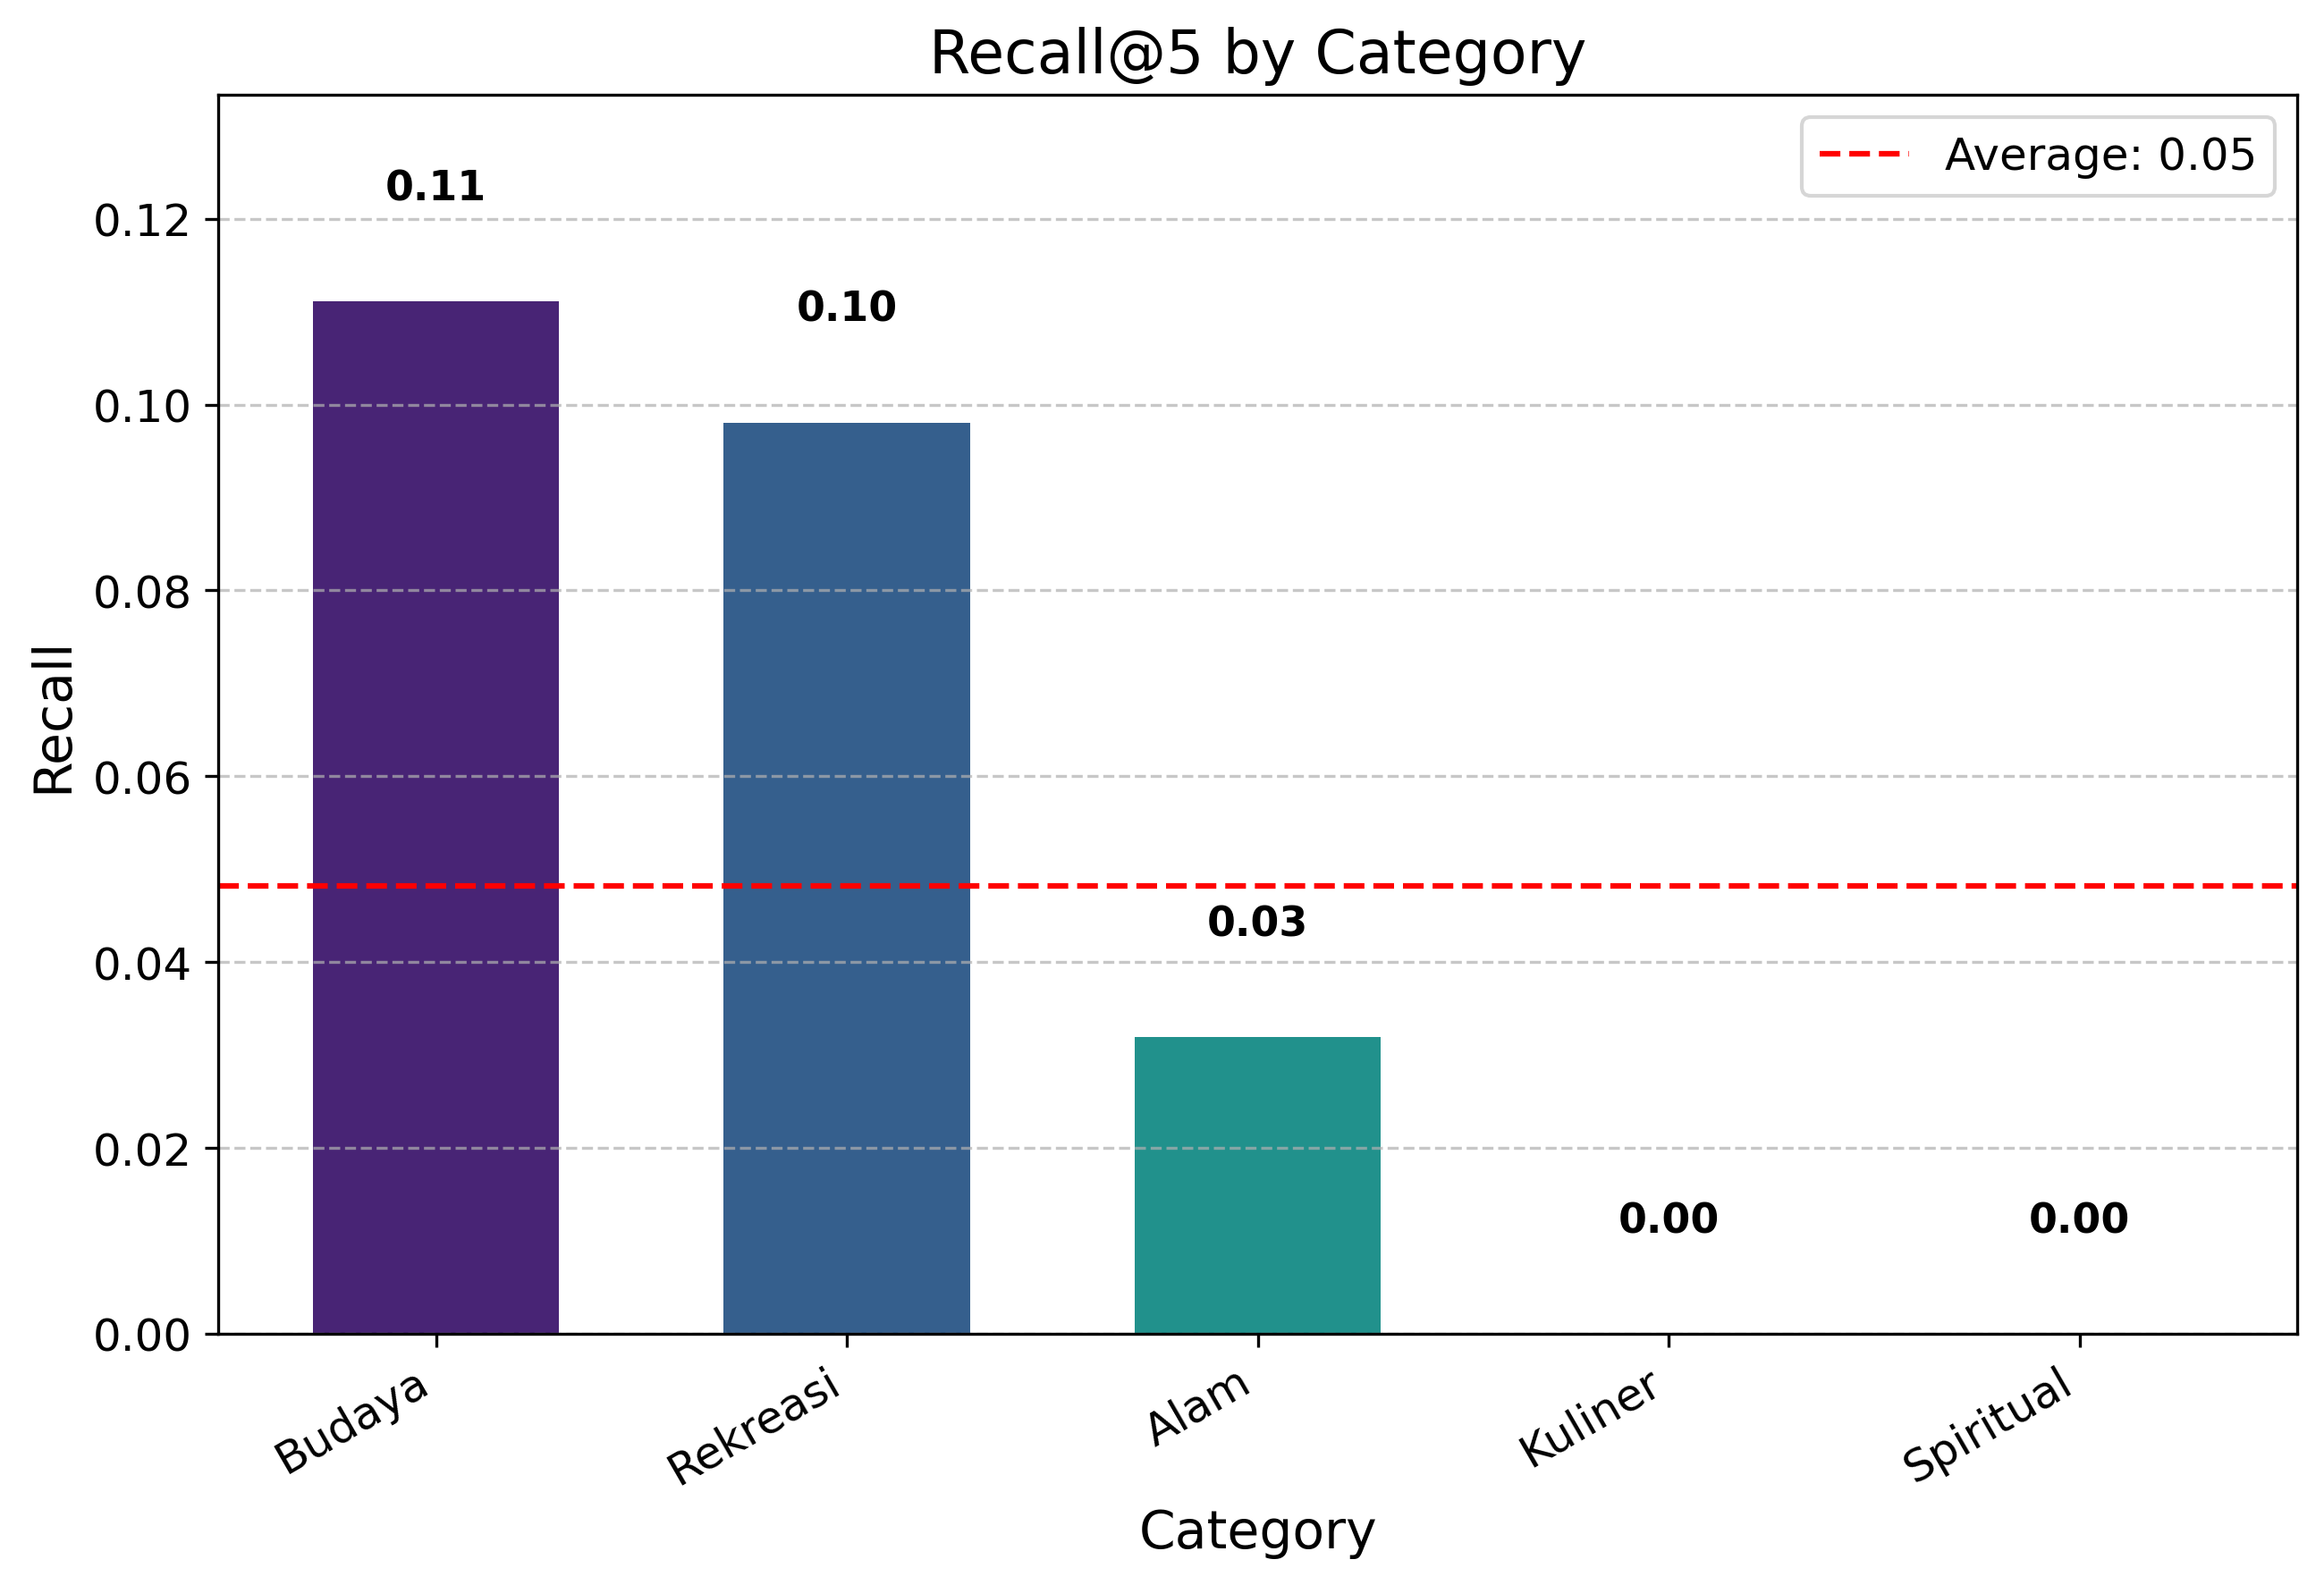 Recall@5 by Category
Average: 0.05
Recall
0.12
0.10
0.08
0.06
0.04
0.02
0.00
0.11
0.10
0.03
0.00
0.00
Budaya
Rekreasi
Alam
Kuliner
Spiritual
Category